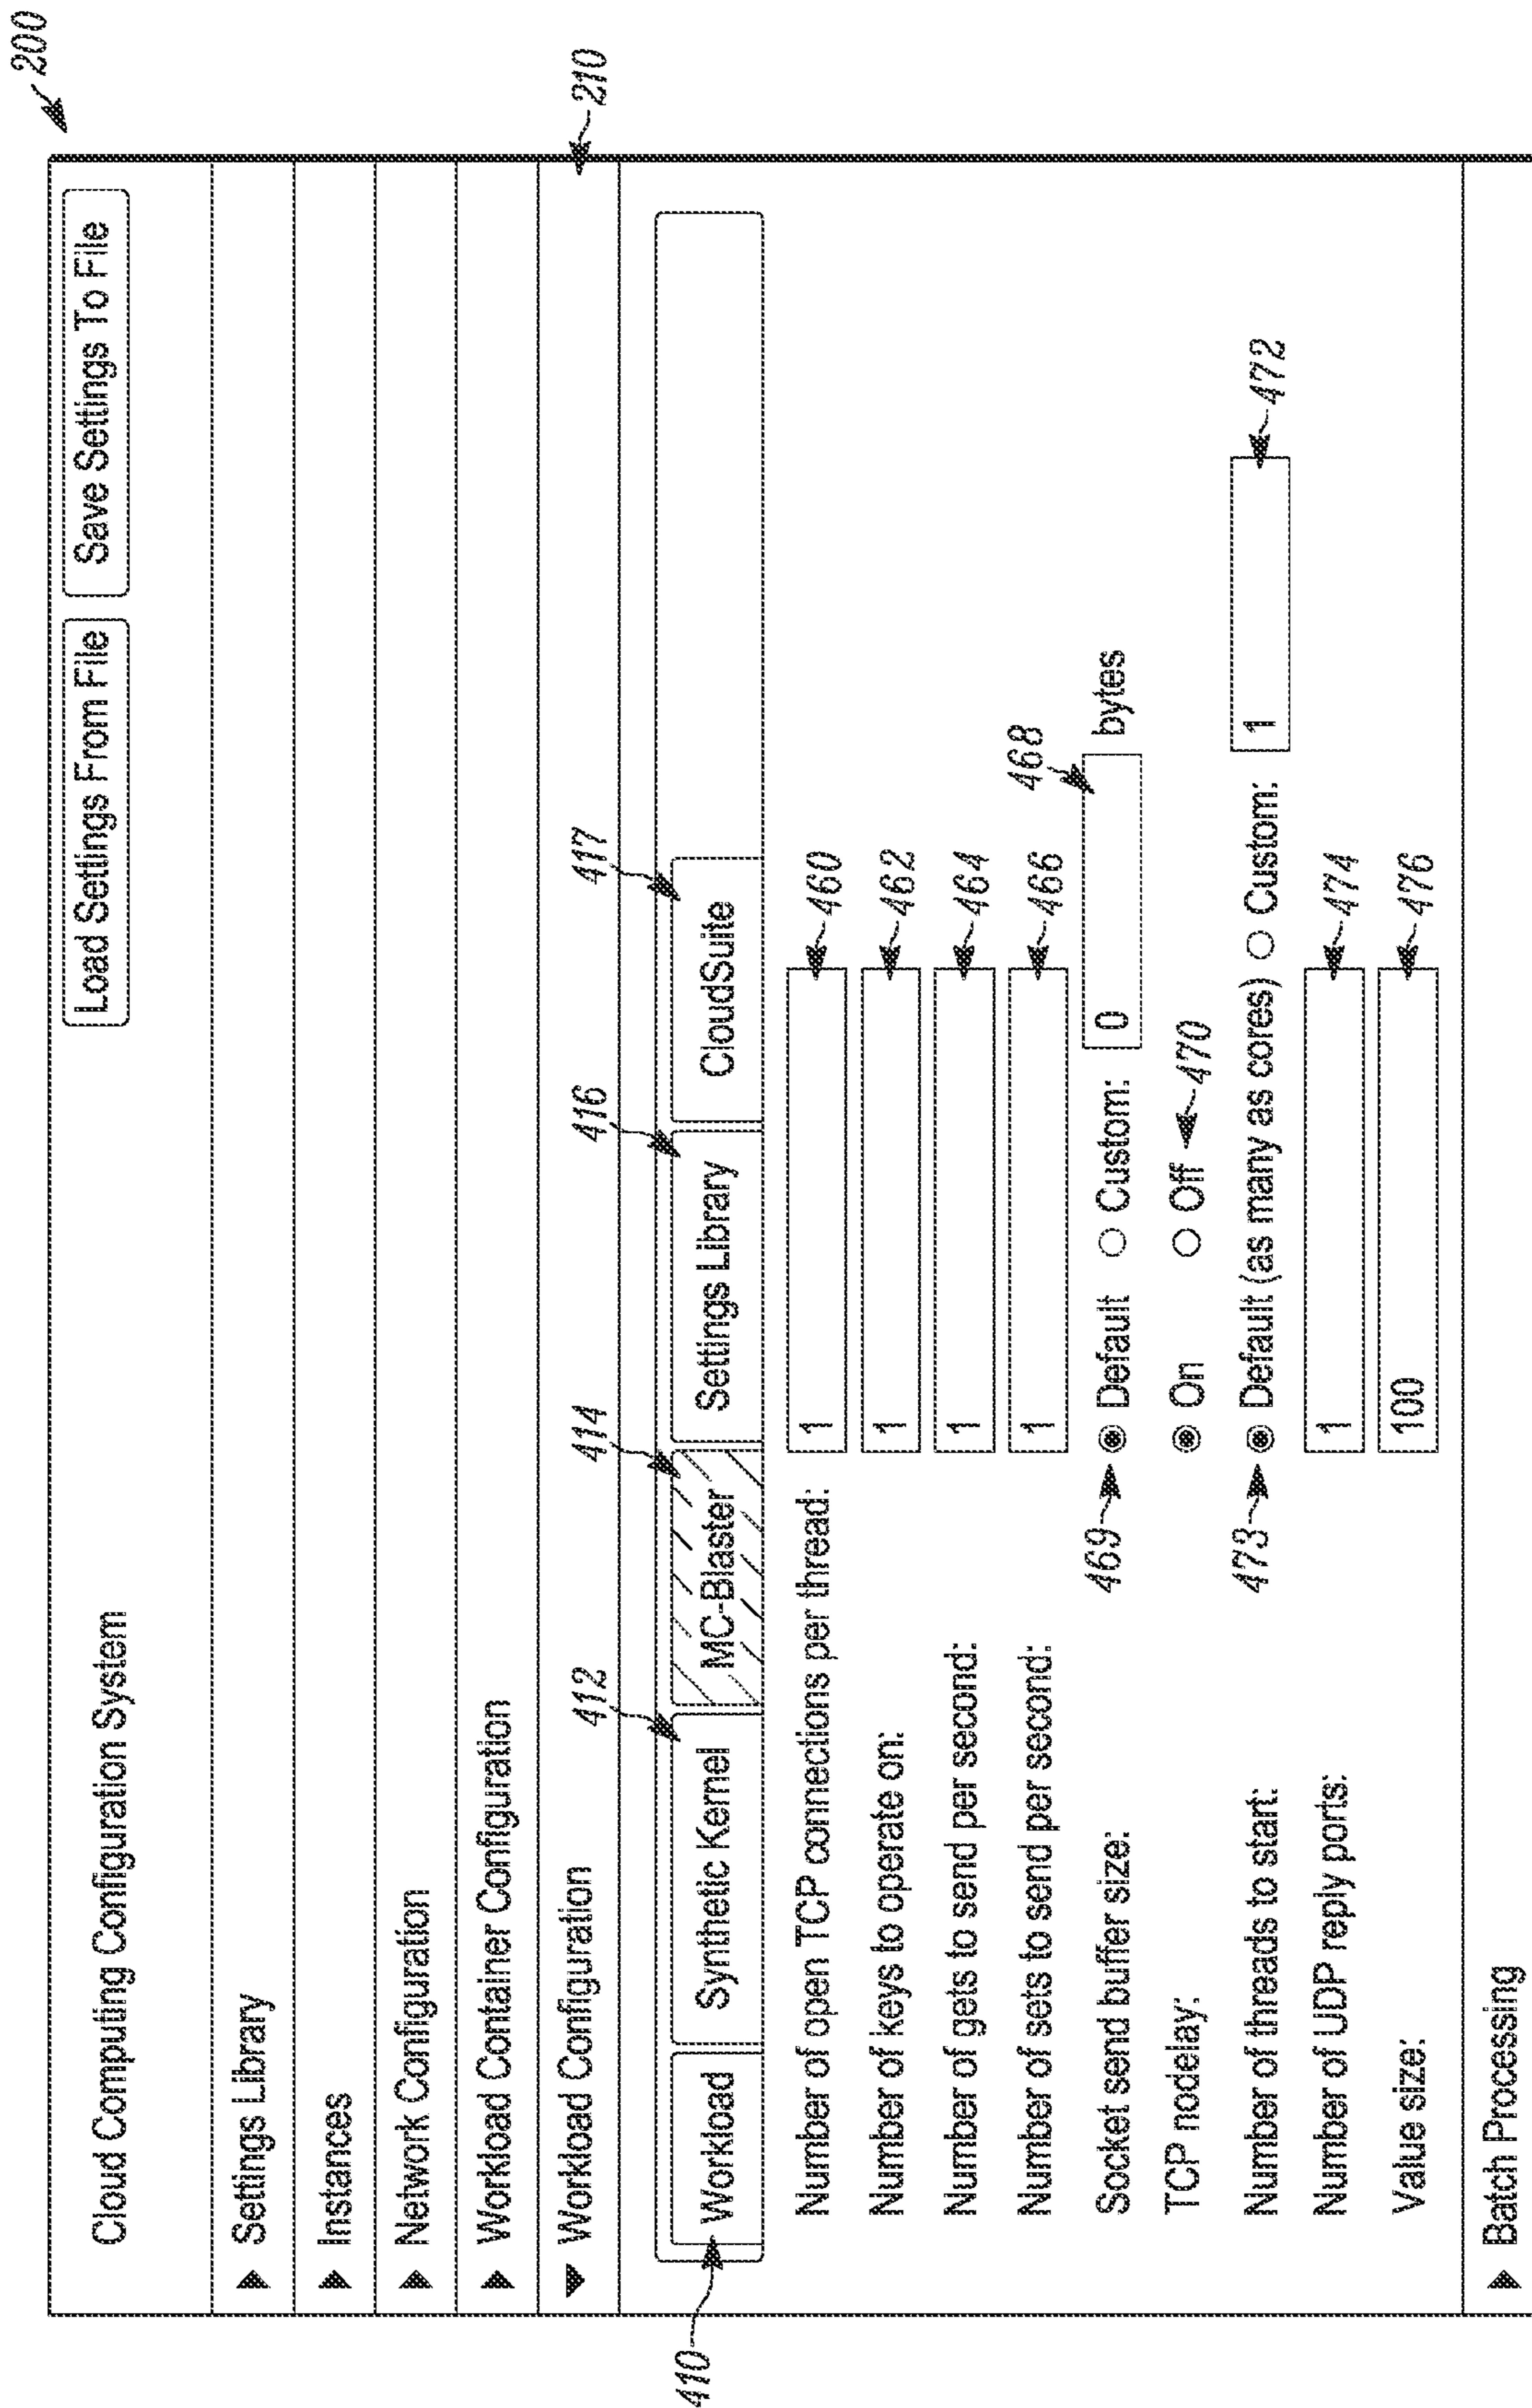 200
Cloud Computing Configuration System
Load Settings From File
Save Settings To File
Settings Library
Instances
Network Configuration
Workload Container Configuration
Workload Configuration
210
410
412
414
416
417
Workload
Synthetic Kernel
MC-Blaster
Settings Library
CloudSuite
Number of open TCP connections per thread: 1 460
Number of keys to operate on: 1 462
Number of gets to send per second: 1 464
Number of sets to send per second: 1 466
Socket send buffer size: 469 Default Custom: 0 bytes 468
TCP nodelay: On Off 470
Number of threads to start: 473 Default (as many as cores) Custom: 1 472
Number of UDP reply ports: 1 474
Value size: 100 476
Batch Processing